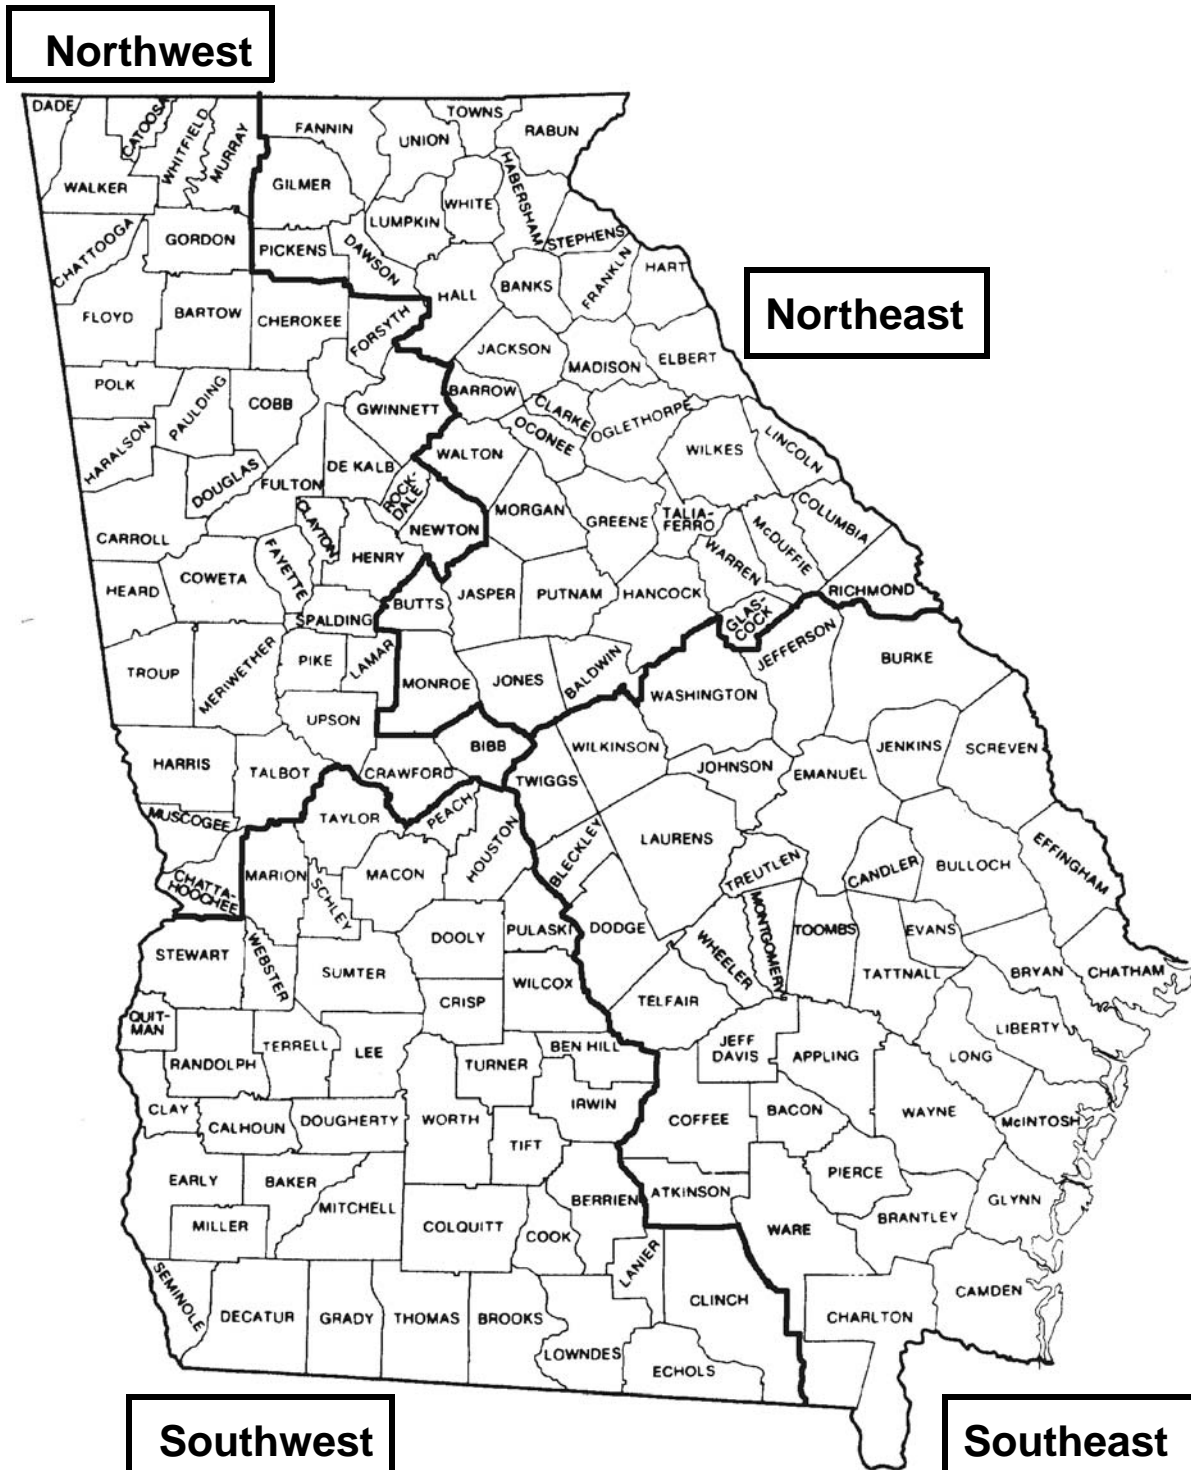 Northwest
DADE
CATOOSA
WHITFIELD
MURRAY
FANNIN
UNION
TOWNS
RABUN
WALKER
GILMER
LUMPKIN
WHITE
HABERSHAM
STEPHENS
CHATTOOGA
GORDON
PICKENS
DAWSON
HALL
BANKS
FRANKLN
HART
Northeast
FLOYD
BARTOW
CHEROKEE
FORSYTH
JACKSON
MADISON
ELBERT
POLK
PAULDING
COBB
GWINNETT
BARROW
CLARKE
OCONEE
OGLETHORPE
HARALSON
DOUGLAS
FULTON
DE KALB
ROCK-
DALE
WALTON
WILKES
LINCOLN
CARROLL
CLAYTON
FAYETTE
HENRY
NEWTON
MORGAN
GREENE
TALIA-
FERRO
WARREN
McDUFFIE
COLUMBIA
HEARD
COWETA
SPALDING
BUTTS
JASPER
PUTNAM
HANCOCK
GLAS-
COCK
RICHMOND
TROUP
MERIWETHER
PIKE
LAMAR
MONROE
JONES
BALDWIN
WASHINGTON
JEFFERSON
BURKE
UPSON
BIBB
WILKINSON
HARRIS
TALBOT
CRAWFORD
TWIGGS
JOHNSON
EMANUEL
JENKINS
SCREVEN
MUSCOGEE
TAYLOR
PEACH
HOUSTON
BLECKLEY
LAURENS
TREUTLEN
CANDLER
BULLOCH
EFFINGHAM
CHATTA-
HOOCHEE
MARION
SCHLEY
MACON
STEWART
WEBSTER
SUMTER
DOOLY
PULASKI
DODGE
WHEELER
MONTGOMERY
TOOMBS
EVANS
TATTNALL
BRYAN
CHATHAM
QUIT-
MAN
CRISP
WILCOX
TELFAIR
LIBERTY
RANDOLPH
TERRELL
LEE
TURNER
BEN HILL
JEFF
DAVIS
APPLING
LONG
CLAY
CALHOUN
DOUGHERTY
WORTH
TIFT
IRWIN
COFFEE
BACON
WAYNE
McINTOSH
EARLY
BAKER
MITCHELL
MILLER
COLQUITT
COOK
BERRIEN
ATKINSON
PIERCE
WARE
BRANTLEY
GLYNN
SEMINOLE
DECATUR
GRADY
THOMAS
BROOKS
LANIER
LOWNDES
CLINCH
ECHOLS
CHARLTON
CAMDEN
Southwest
Southeast